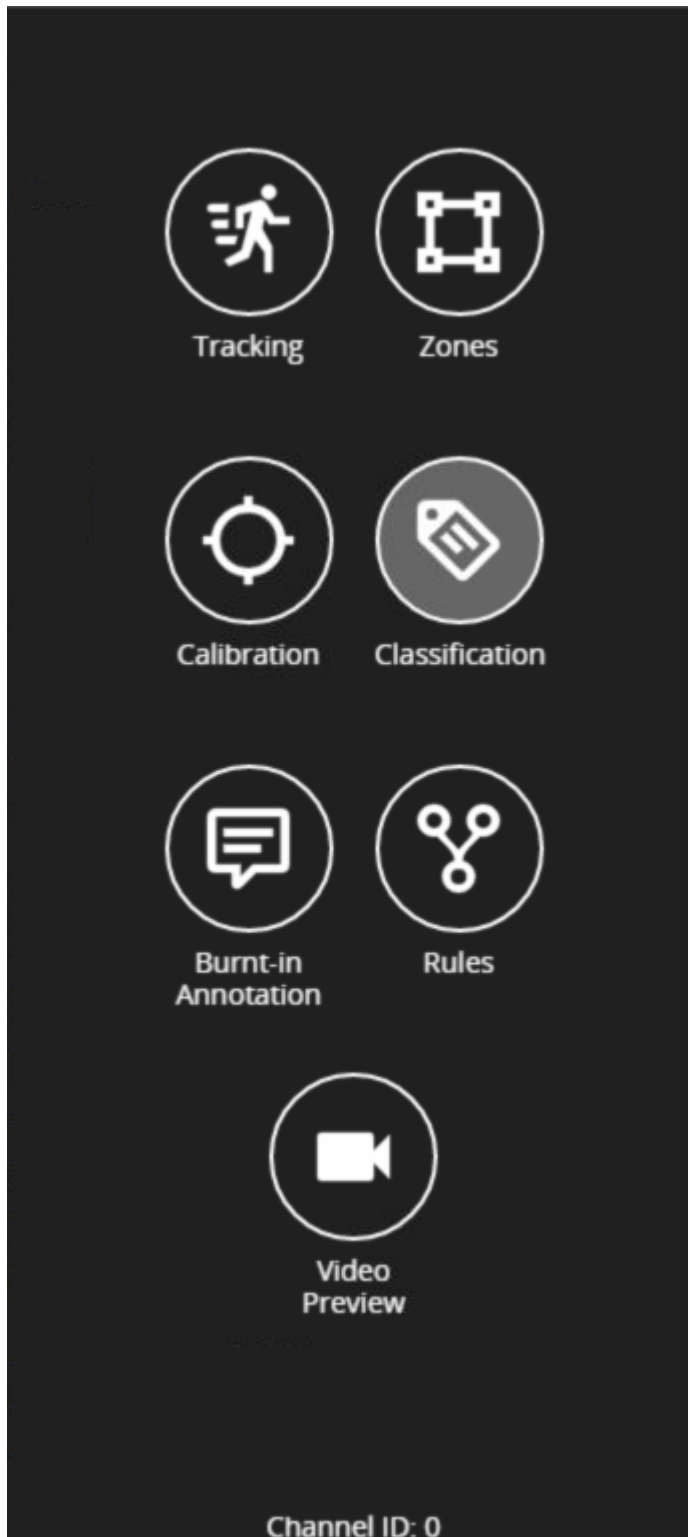 Tracking
Zones
Calibration
Classification
Burnt-in
Annotation
Rules
Video
Preview
Channel ID: 0